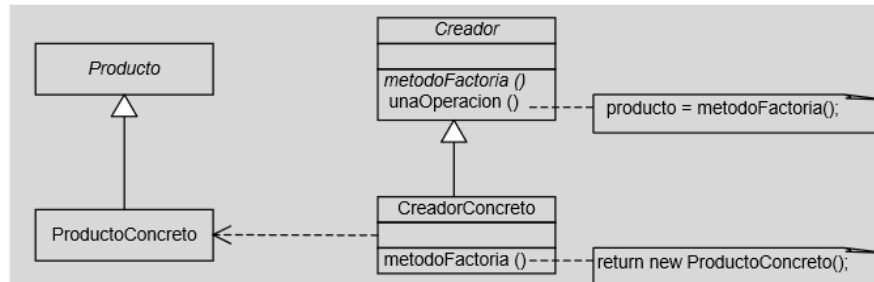 Creador
Producto
metodoFactoria ()
unaOperacion ()
producto = metodoFactoria();
CreadorConcreto
ProductoConcreto
metodoFactoria ()
return new ProductoConcreto();